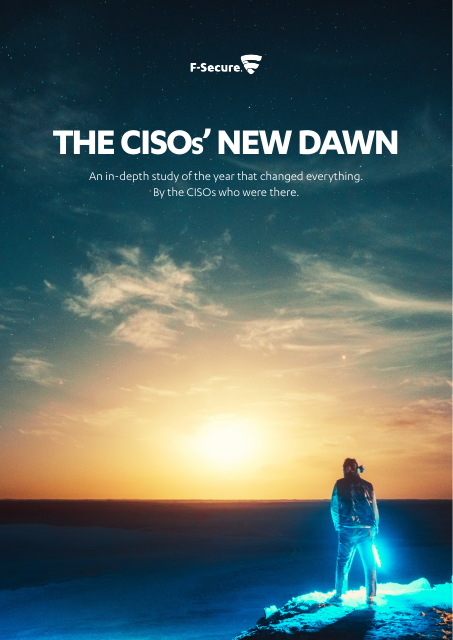 F-Secure.
THE CISOs’ NEW DAWN
An in-depth study of the year that changed everything.
By the CISOs who were there.